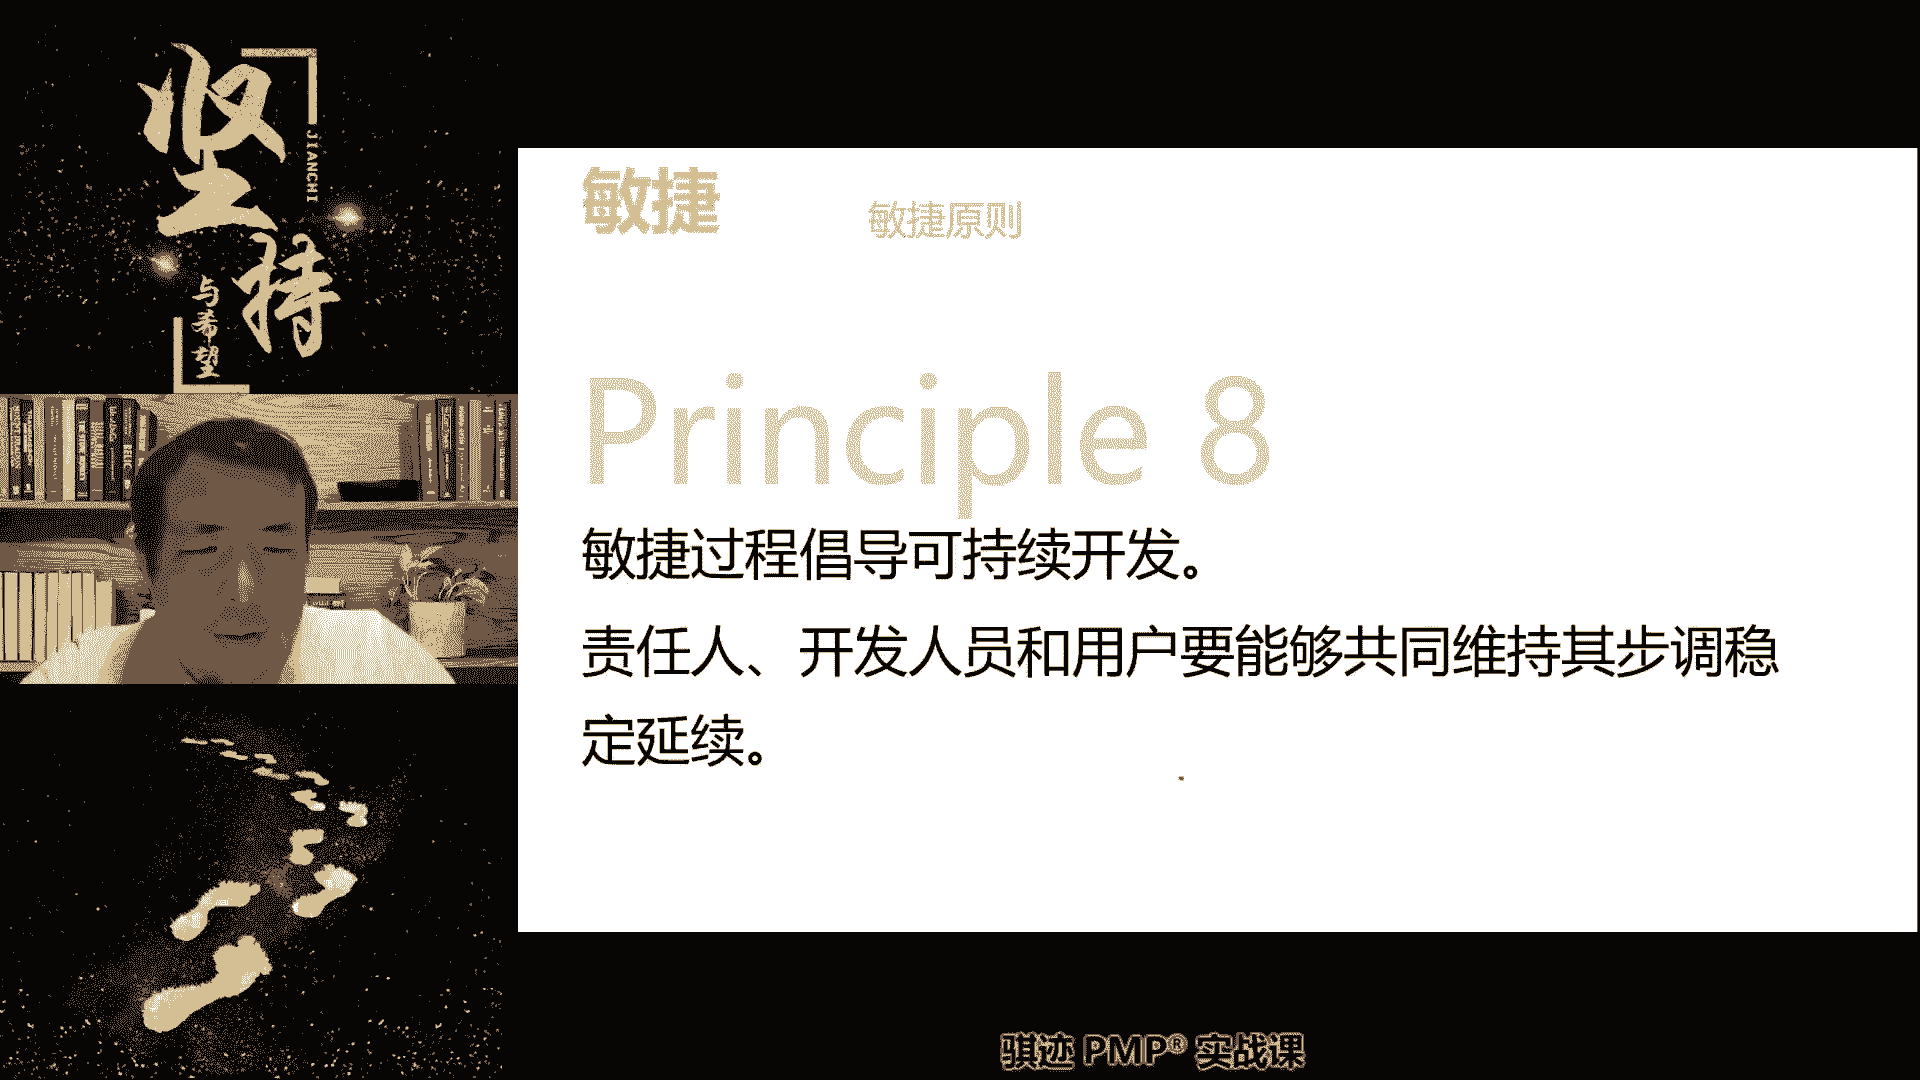 坚持
JIANCHI
与希望
敏捷
敏捷原则
Principle 8
敏捷过程倡导可持续开发。
责任人、开发人员和用户要能够共同维持其步调稳
定延续。
骐迹 PMP® 实战课